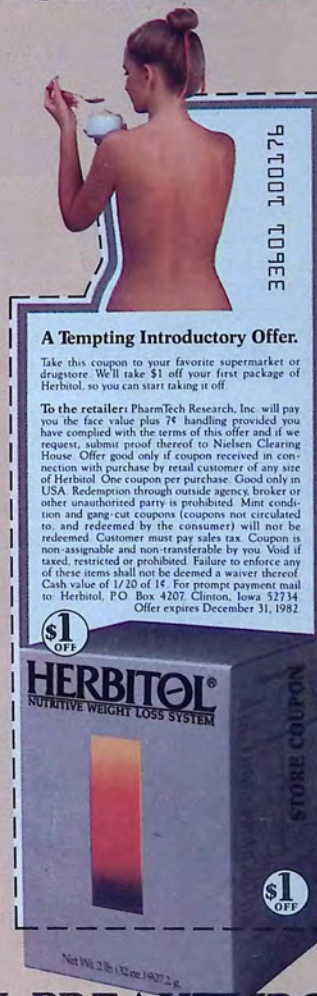 33601 100176
A Tempting Introductory Offer.
Take this coupon to your favorite supermarket or
drugstore. We'll take $1 off your first package of
Herbitol, so you can start taking it off.
To the retailer: PharmTech Research, Inc. will pay
you the face value plus 7¢ handling provided you
have complied with the terms of this offer and if we
request, submit proof thereof to Nielsen Clearing
House. Offer good only if coupon received in con-
nection with purchase by retail customer of any size
of Herbitol. One coupon per purchase. Good only in
USA. Redemption through outside agency, broker or
other unauthorized party is prohibited. Mint condi-
tion and gang-cut coupons (coupons not circulated
to, and redeemed by the consumer) will not be
redeemed. Customer must pay sales tax. Coupon is
non-assignable and non-transferable by you. Void if
taxed, restricted or prohibited. Failure to enforce any
of these items shall not be deemed a waiver thereof.
Cash value of 1/20 of 1¢. For prompt payment mail
to: Herbitol, P.O. Box 4207, Clinton, Iowa 52734.
Offer expires December 31, 1982.
$1
OFF
HERBITOL®
NUTRITIVE WEIGHT LOSS SYSTEM
STORE COUPON
$1
OFF
Net Wt. 2 lb (32 oz.) 907.2 g.